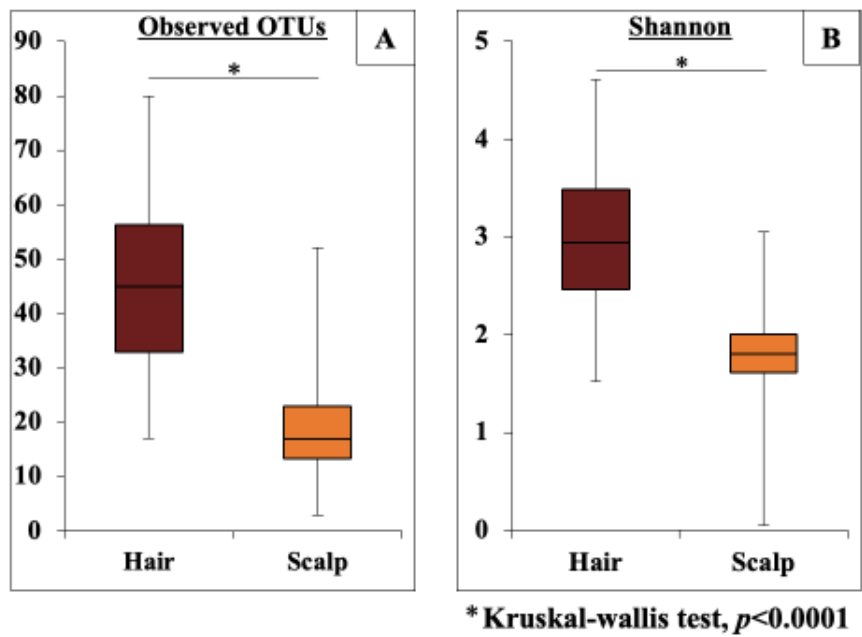 Observed OTUs
A
90
80
70
60
50
40
30
20
10
0
*
Hair Scalp
Shannon
B
5
4
3
2
1
0
*
Hair Scalp
*Kruskal-wallis test, p<0.0001